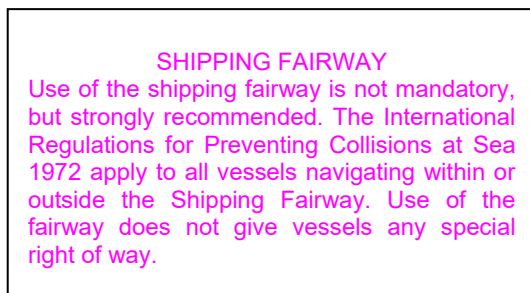 SHIPPING FAIRWAY
Use of the shipping fairway is not mandatory,
but strongly recommended. The International
Regulations for Preventing Collisions at Sea
1972 apply to all vessels navigating within or
outside the Shipping Fairway. Use of the
fairway does not give vessels any special
right of way.